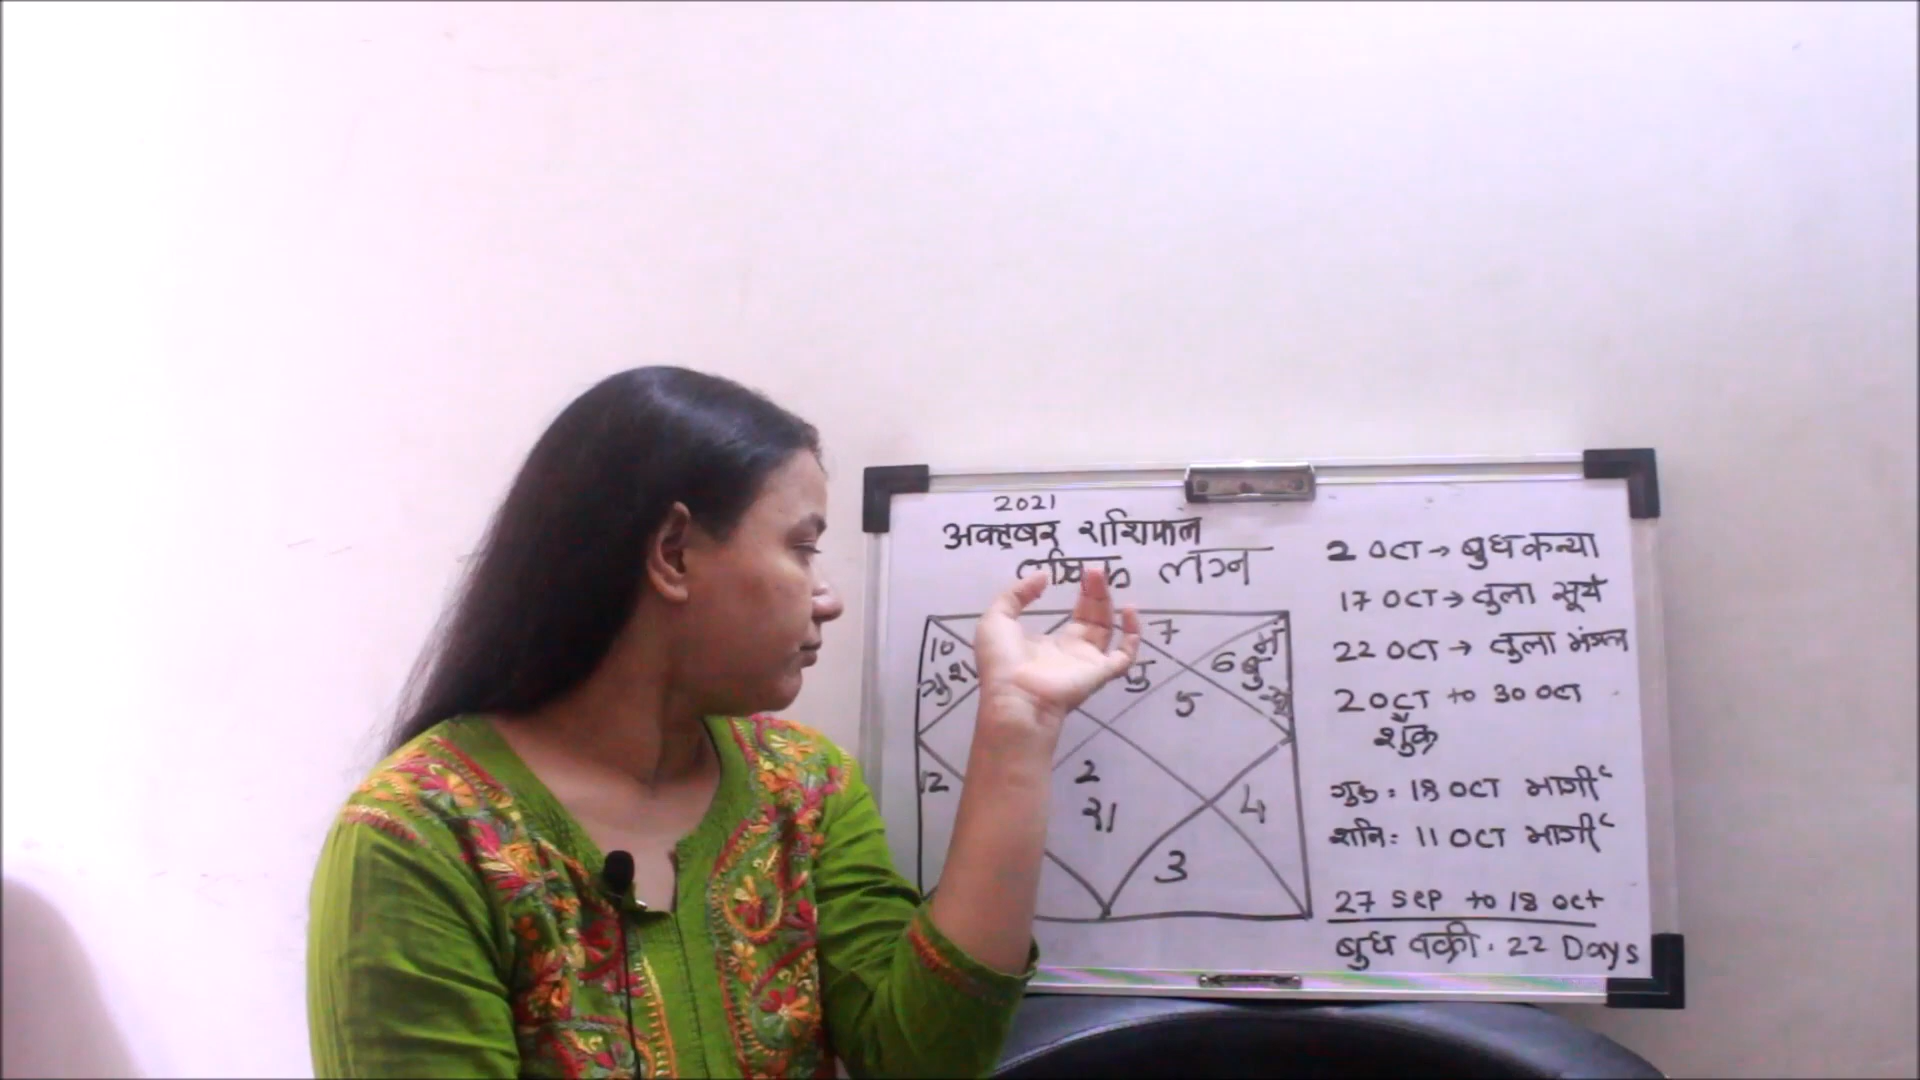 2021
अक्टूबर राशिफल
वृश्चिक लग्न
10
गु श
7
शु
6 बु
मं
सू
5
12
2
रा
4
3
2 OCT → बुध कन्या
17 OCT → तुला सूर्य
22 OCT → तुला मंगल
2 OCT to 30 OCT
शुक्र
गुरु: 18 OCT मार्गी
शनि: 11 OCT मार्गी
27 Sep to 18 Oct
बुध वक्री. 22 Days